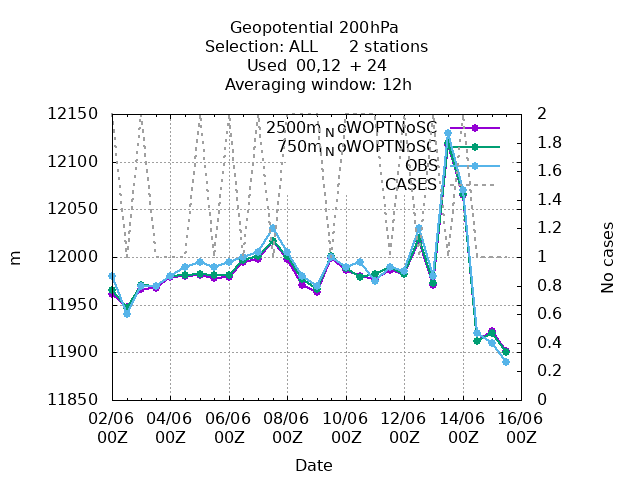 Geopotential 200hPa
Selection: ALL 2 stations
Used 00,12 + 24
Averaging window: 12h
12150
12100
12050
12000
11950
11900
11850
m
2500m NoWOPTNoSC
750m NoWOPTNoSC
OBS
CASES
2
1.8
1.6
1.4
1.2
1
0.8
0.6
0.4
0.2
0
No cases
02/06 04/06 06/06 08/06 10/06 12/06 14/06 16/06
00Z 00Z 00Z 00Z 00Z 00Z 00Z 00Z
Date